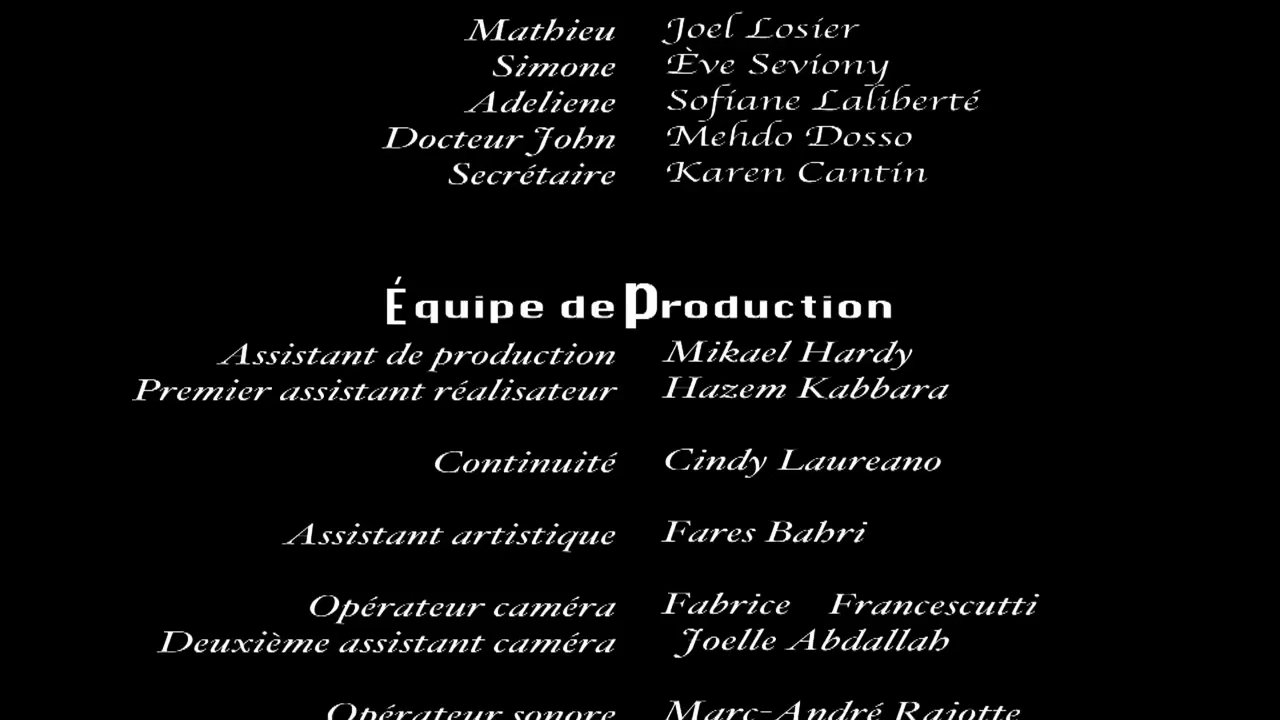 Mathieu Joel Losier
Simone Ève Seviony
Adeliene Sofiane Laliberté
Docteur John Mehdo Dosso
Secrétaire Karen Cantin
Équipe de Production
Assistant de production Mikael Hardy
Premier assistant réalisateur Hazem Kabbara
Continuité Cindy Laureano
Assistant artistique Fares Bahri
Opérateur caméra Fabrice Francescutti
Deuxième assistant caméra Joelle Abdallah
Opérateur sonore Marc-André Rajotte